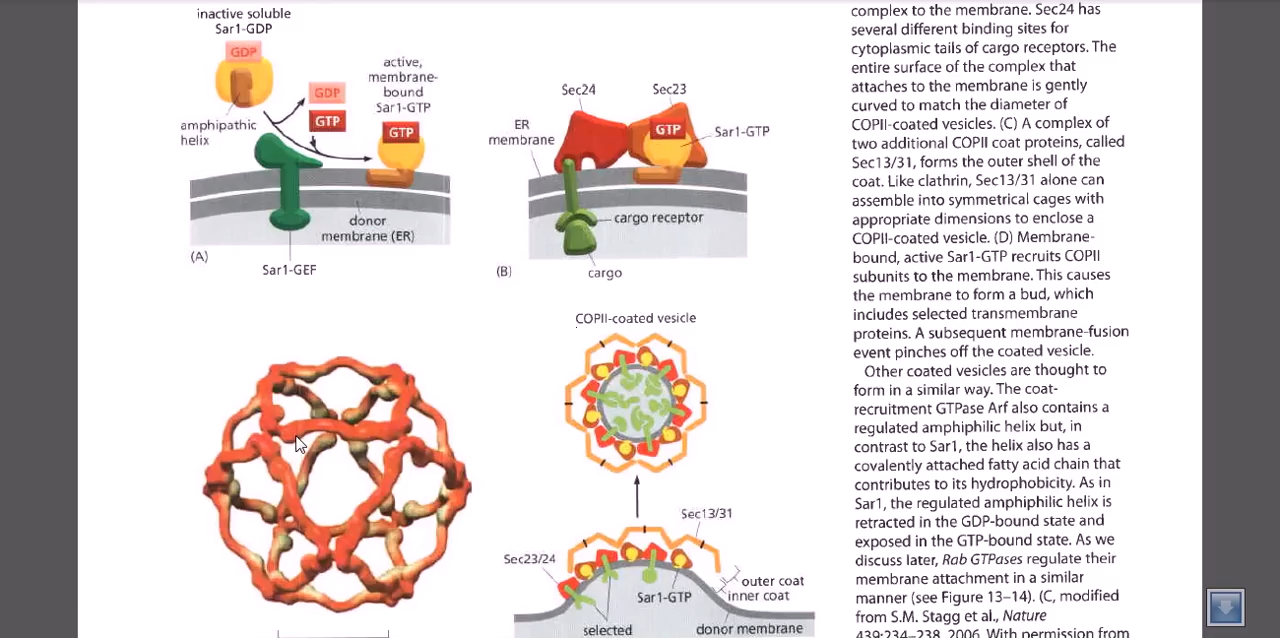 inactive soluble
Sar1-GDP
GDP
active,
membrane-
bound
Sar1-GTP
GDP
GTP
GTP
amphipathic
helix
donor
membrane (ER)
(A)
Sar1-GEF
Sec24
Sec23
ER
membrane
GTP
Sar1-GTP
cargo receptor
(B)
cargo
COPII-coated vesicle
Sec13/31
Sec23/24
outer coat
inner coat
Sar1-GTP
selected
donor membrane
complex to the membrane. Sec24 has
several different binding sites for
cytoplasmic tails of cargo receptors. The
entire surface of the complex that
attaches to the membrane is gently
curved to match the diameter of
COPII-coated vesicles. (C) A complex of
two additional COPII coat proteins, called
Sec13/31, forms the outer shell of the
coat. Like clathrin, Sec13/31 alone can
assemble into symmetrical cages with
appropriate dimensions to enclose a
COPII-coated vesicle. (D) Membrane-
bound, active Sar1-GTP recruits COPII
subunits to the membrane. This causes
the membrane to form a bud, which
includes selected transmembrane
proteins. A subsequent membrane-fusion
event pinches off the coated vesicle.
Other coated vesicles are thought to
form in a similar way. The coat-
recruitment GTPase Arf also contains a
regulated amphiphilic helix but, in
contrast to Sar1, the helix also has a
covalently attached fatty acid chain that
contributes to its hydrophobicity. As in
Sar1, the regulated amphiphilic helix is
retracted in the GDP-bound state and
exposed in the GTP-bound state. As we
discuss later, Rab GTPases regulate their
membrane attachment in a similar
manner (see Figure 13–14). (C, modified
from S.M. Stagg et al., Nature
439:234–238, 2006. With permission from